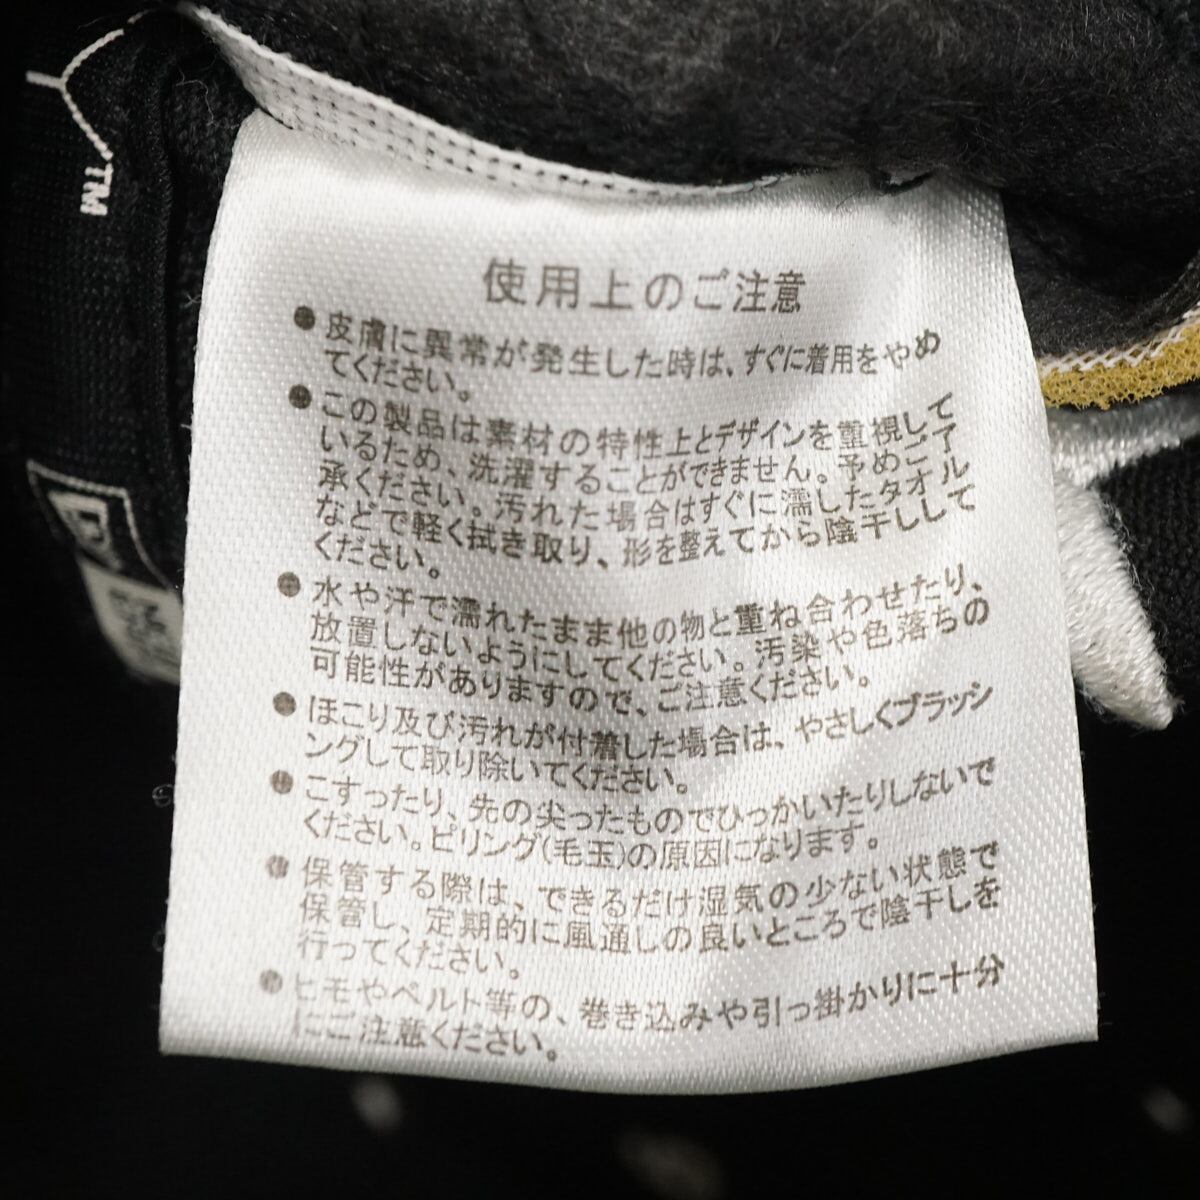 TM
使用上のご注意
●皮膚に異常が発生した時は、すぐに着用をやめ
てください。
●この製品は素材の特性上とデザインを重視して
いるため、洗濯することができません。予めご了
承ください。汚れた場合はすぐに濡したタオル
などで軽く拭き取り、形を整えてから陰干しして
ください。
●水や汗で濡れたまま他の物と重ね合わせたり、
放置しないようにしてください。汚染や色落ちの
可能性がありますので、ご注意ください。
●ほこり及び汚れが付着した場合は、やさしくブラッシ
ングして取り除いてください。
●こすったり、先の尖ったものでひっかいたりしないで
ください。ピリング(毛玉)の原因になります。
●保管する際は、できるだけ湿気の少ない状態で
保管し、定期的に風通しの良いところで陰干しを
行ってください。
●ヒモやベルト等の、巻き込みや引っ掛かりに十分
にご注意ください。